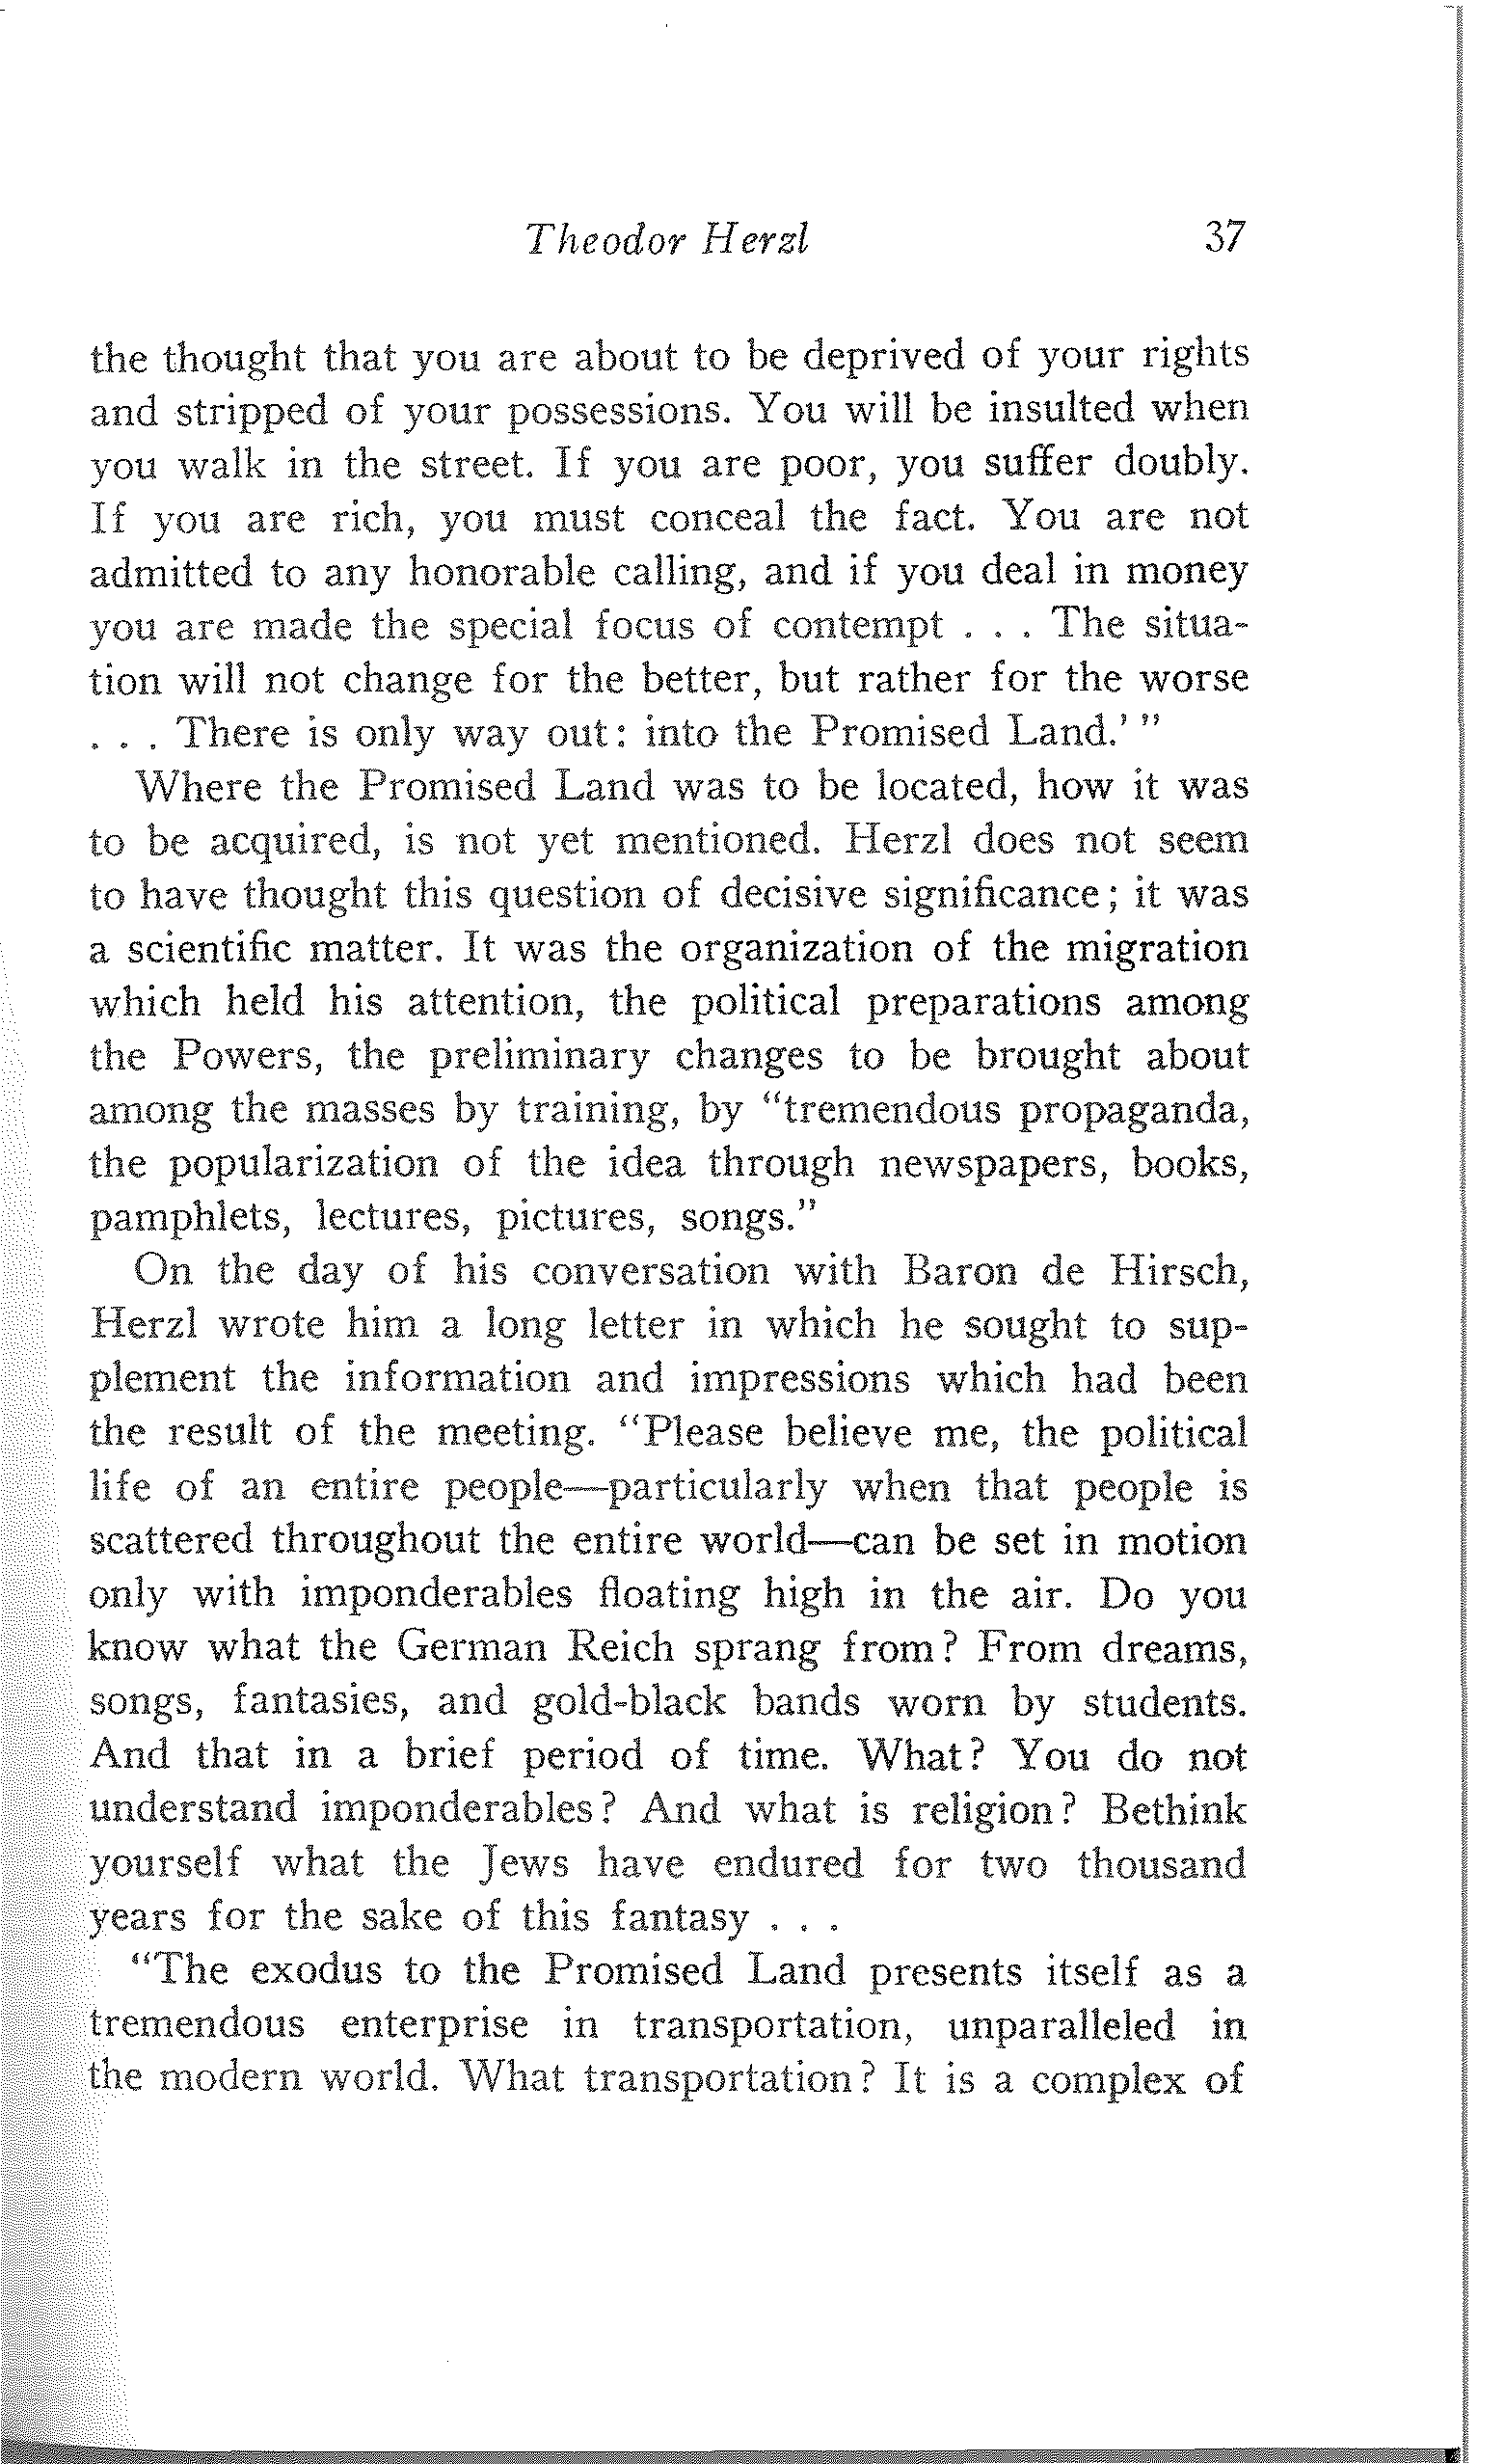 Theodor Herzl 37
the thought that you are about to be deprived of your rights
and stripped of your possessions. You will be insulted when
you walk in the street. If you are poor, you suffer doubly.
If you are rich, you must conceal the fact. You are not
admitted to any honorable calling, and if you deal in money
you are made the special focus of contempt . . . The situa-
tion will not change for the better, but rather for the worse
. . . There is only way out: into the Promised Land.' "
Where the Promised Land was to be located, how it was
to be acquired, is not yet mentioned. Herzl does not seem
to have thought this question of decisive significance; it was
a scientific matter. It was the organization of the migration
which held his attention, the political preparations among
the Powers, the preliminary changes to be brought about
among the masses by training, by "tremendous propaganda,
the popularization of the idea through newspapers, books,
pamphlets, lectures, pictures, songs."
On the day of his conversation with Baron de Hirsch,
Herzl wrote him a long letter in which he sought to sup-
plement the information and impressions which had been
the result of the meeting. "Please believe me, the political
life of an entire people—particularly when that people is
scattered throughout the entire world—can be set in motion
only with imponderables floating high in the air. Do you
know what the German Reich sprang from? From dreams,
songs, fantasies, and gold-black bands worn by students.
And that in a brief period of time. What? You do not
understand imponderables? And what is religion? Bethink
yourself what the Jews have endured for two thousand
years for the sake of this fantasy . . .
"The exodus to the Promised Land presents itself as a
tremendous enterprise in transportation, unparalleled in
the modern world. What transportation? It is a complex of